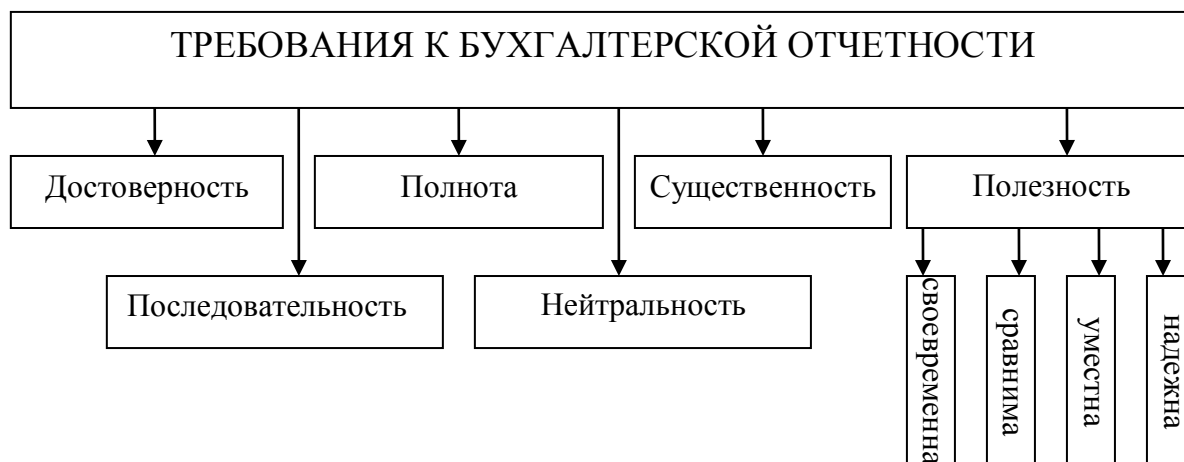 ТРЕБОВАНИЯ К БУХГАЛТЕРСКОЙ ОТЧЕТНОСТИ
Достоверность
Полнота
Существенность
Полезность
Последовательность
Нейтральность
своевременна
сравнима
уместна
надежна